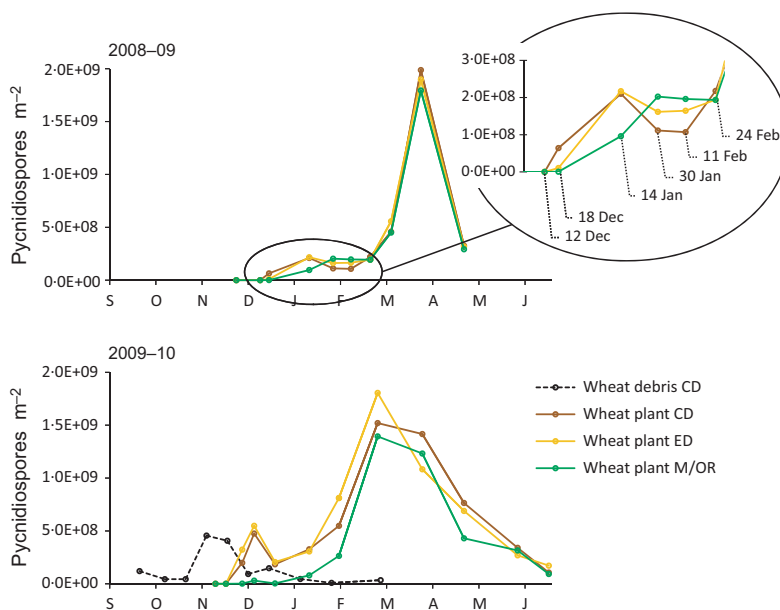 2008–09
Pycnidiospores m⁻²
2·0E+09
1·5E+09
1·0E+09
5·0E+08
0·0E+00
S O N D J F M A M J
3·0E+08
2·0E+08
1·0E+08
0·0E+00
24 Feb
11 Feb
30 Jan
14 Jan
18 Dec
12 Dec
2009–10
Pycnidiospores m⁻²
2·0E+09
1·5E+09
1·0E+09
5·0E+08
0·0E+00
S O N D J F M A M J
Wheat debris CD
Wheat plant CD
Wheat plant ED
Wheat plant M/OR